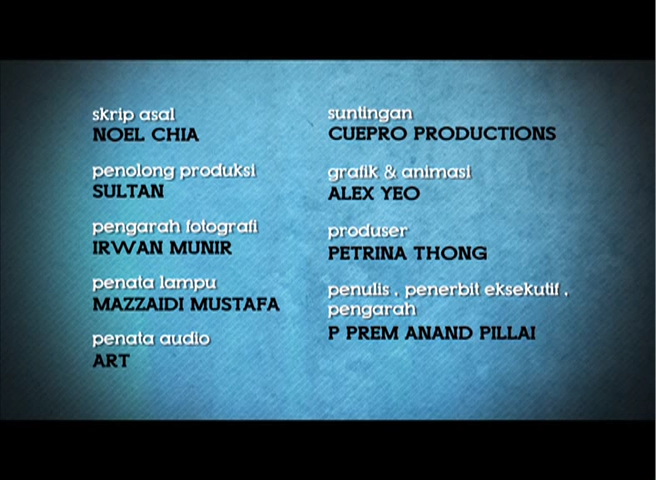 skrip asal
NOEL CHIA
penolong produksi
SULTAN
pengarah fotografi
IRWAN MUNIR
penata lampu
MAZZAIDI MUSTAFA
penata audio
ART
suntingan
CUEPRO PRODUCTIONS
grafik & animasi
ALEX YEO
produser
PETRINA THONG
penulis , penerbit eksekutif ,
pengarah
P PREM ANAND PILLAI